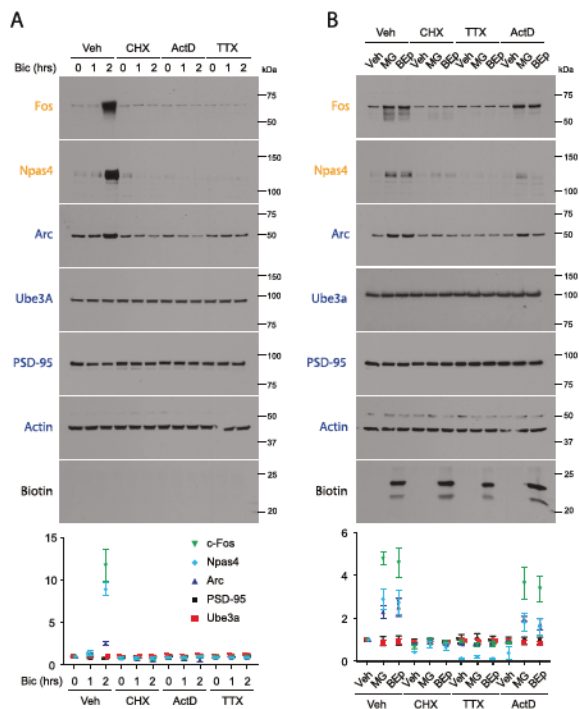 A
Veh CHX ActD TTX
Bic (hrs) 0 1 2 0 1 2 0 1 2 0 1 2 kDa
Fos 75 50
Npas4 150 100
Arc 75 50 37
Ube3A 150 100 75
PSD-95 100 75
Actin 50 37
Biotin 25 20
15
10
5
0
c-Fos
Npas4
Arc
PSD-95
Ube3a
Bic (hrs) 0 1 2 0 1 2 0 1 2 0 1 2
Veh CHX ActD TTX
B
Veh CHX TTX ActD
Veh MG BEp Veh MG BEp Veh MG BEp Veh MG BEp kDa
Fos 75 50
Npas4 150 100
Arc 75 50 37
Ube3a 150 100 75
PSD-95 100 75
Actin 50 37
Biotin 25 20
6
4
2
0
Veh MG BEp Veh MG BEp Veh MG BEp Veh MG BEp
Veh CHX TTX ActD